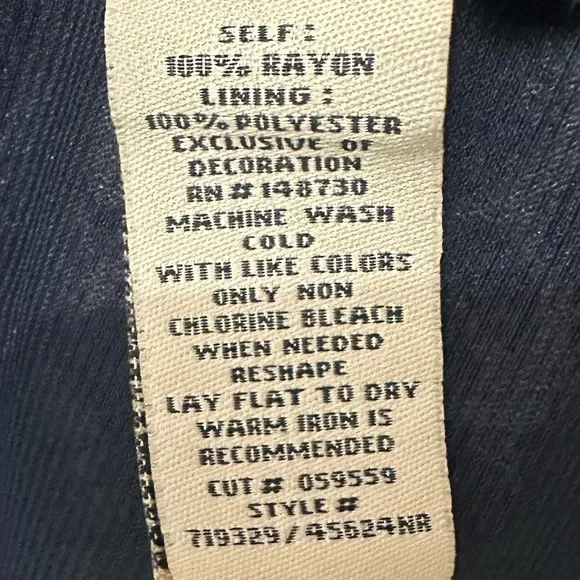 SELF:
100% RAYON
LINING:
100% POLYESTER
EXCLUSIVE OF
DECORATION
RN # 148730
MACHINE WASH
COLD
WITH LIKE COLORS
ONLY NON
CHLORINE BLEACH
WHEN NEEDED
RESHAPE
LAY FLAT TO DRY
WARM IRON IS
RECOMMENDED
CUT # 059559
STYLE #
719329/45624NR